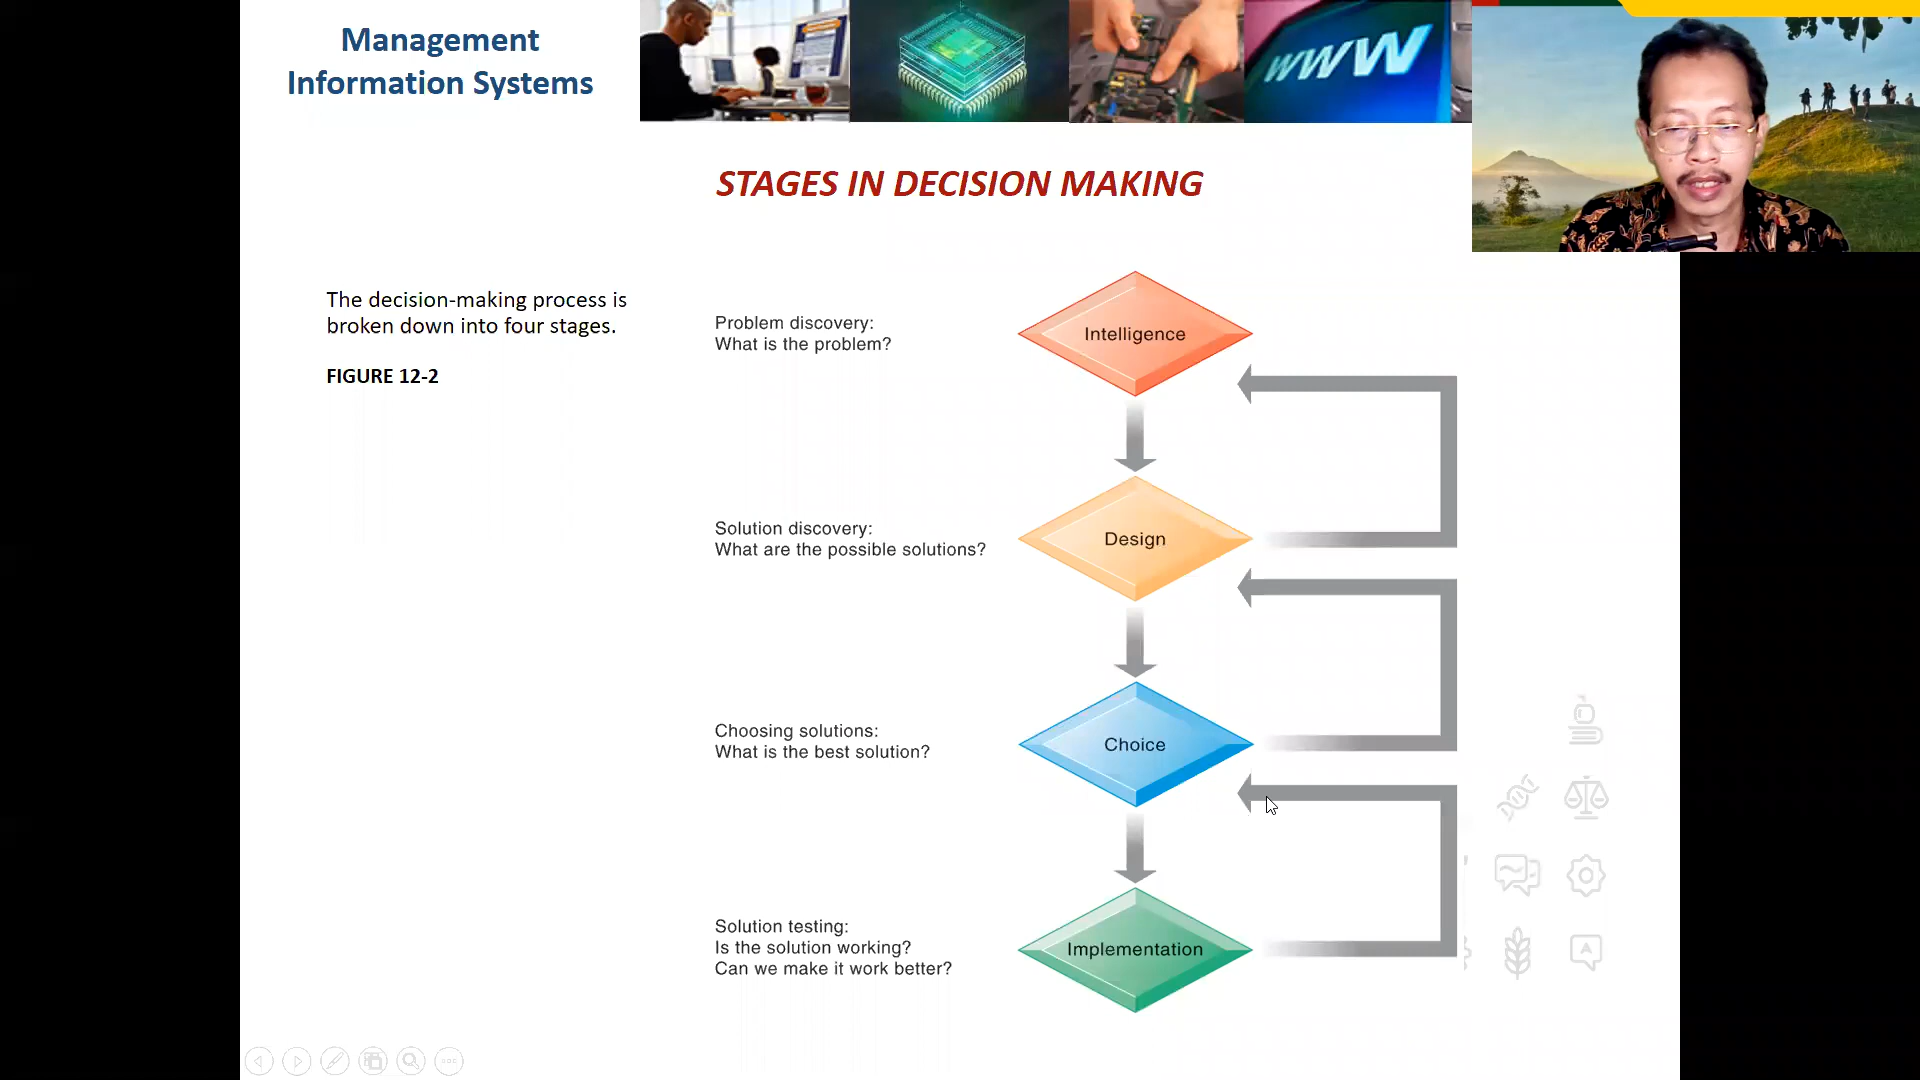 Management
Information Systems
WWW
STAGES IN DECISION MAKING
The decision-making process is
broken down into four stages.
FIGURE 12-2
Problem discovery:
What is the problem?
Intelligence
Solution discovery:
What are the possible solutions?
Design
Choosing solutions:
What is the best solution?
Choice
Solution testing:
Is the solution working?
Can we make it work better?
Implementation
A